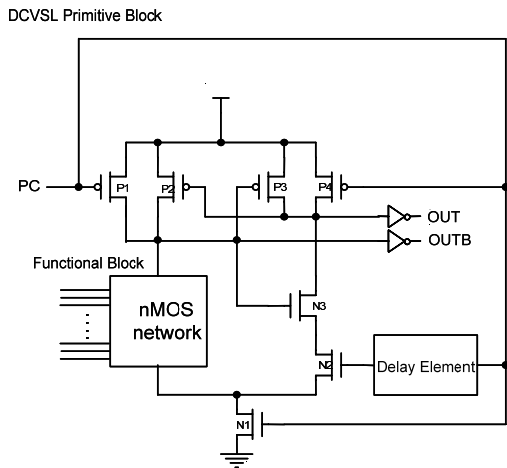 DCVSL Primitive Block
PC
P1
P2
P3
P4
OUT
OUTB
Functional Block
nMOS
network
N3
N2
Delay Element
N1